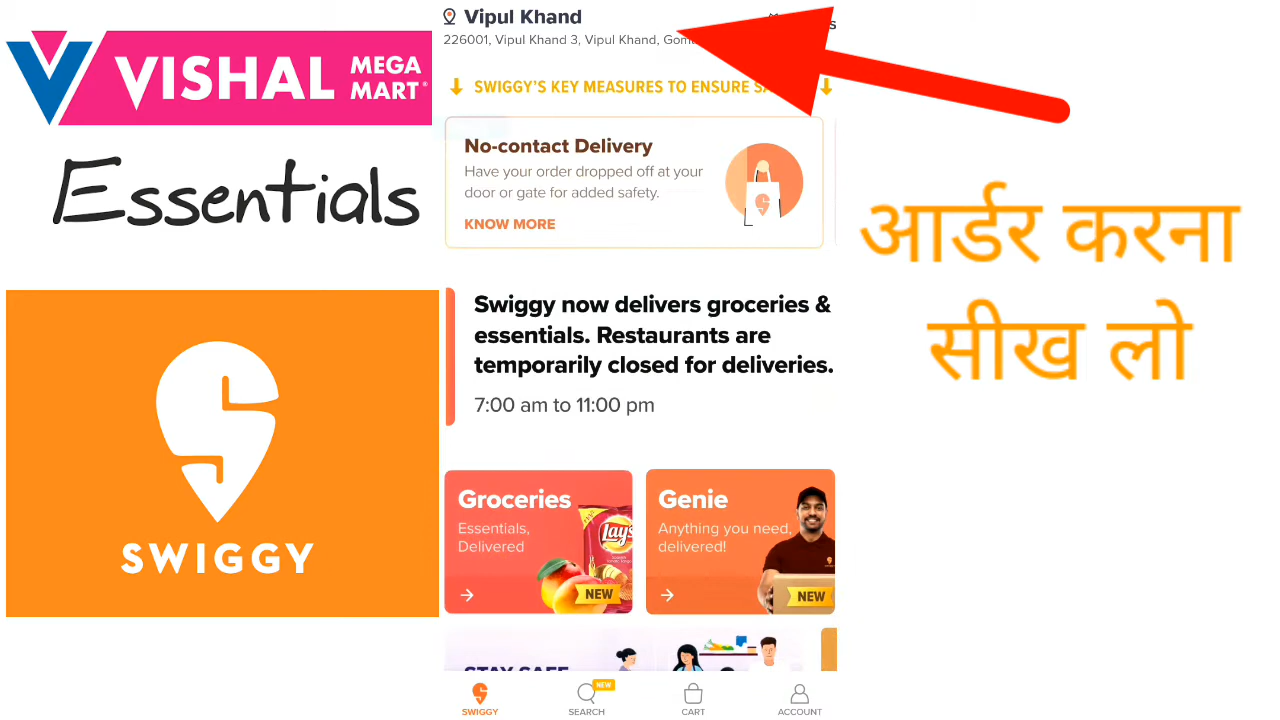 VISHAL MEGA MART
Essentials
SWIGGY
Vipul Khand
226001, Vipul Khand 3, Vipul Khand,
SWIGGY'S KEY MEASURES TO ENSURE
No-contact Delivery
Have your order dropped off at your
door or gate for added safety.
KNOW MORE
Swiggy now delivers groceries &
essentials. Restaurants are
temporarily closed for deliveries.
7:00 am to 11:00 pm
Groceries
Essentials,
Delivered
Lay's
NEW
Genie
Anything you need,
delivered!
NEW
STAY SAFE
SWIGGY
NEW
SEARCH
CART
ACCOUNT
आर्डर करना
सीख लो